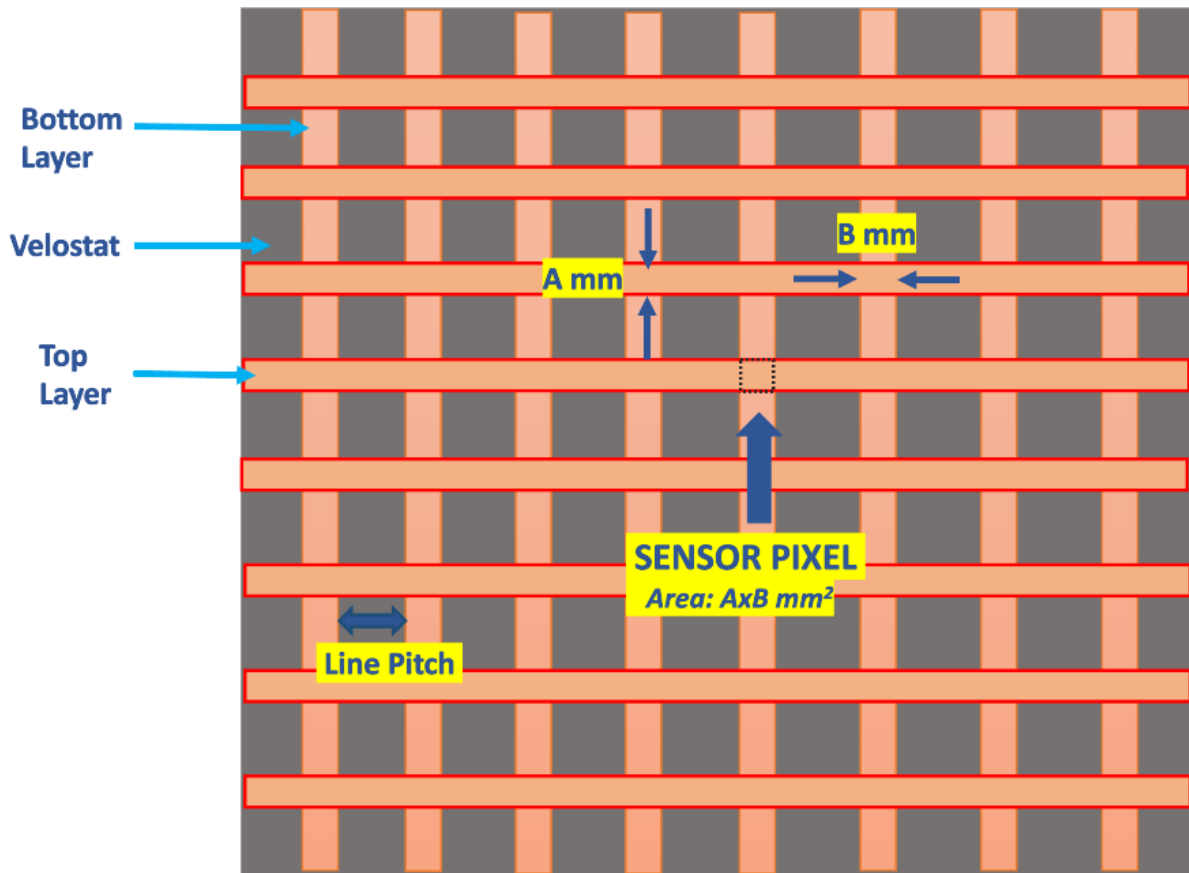 Bottom
Layer
Velostat
B mm
A mm
Top
Layer
SENSOR PIXEL
Area: AxB mm²
Line Pitch